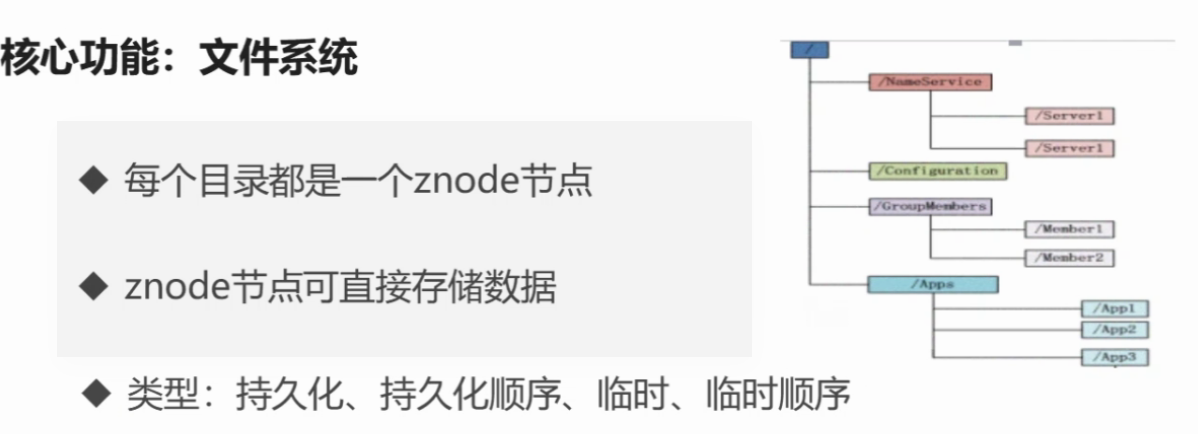 核心功能：文件系统
◆ 每个目录都是一个znode节点
◆ znode节点可直接存储数据
◆ 类型：持久化、持久化顺序、临时、临时顺序
/
/NameService
/Server1
/Server1
/Configuration
/GroupMembers
/Member1
/Member2
/Apps
/App1
/App2
/App3